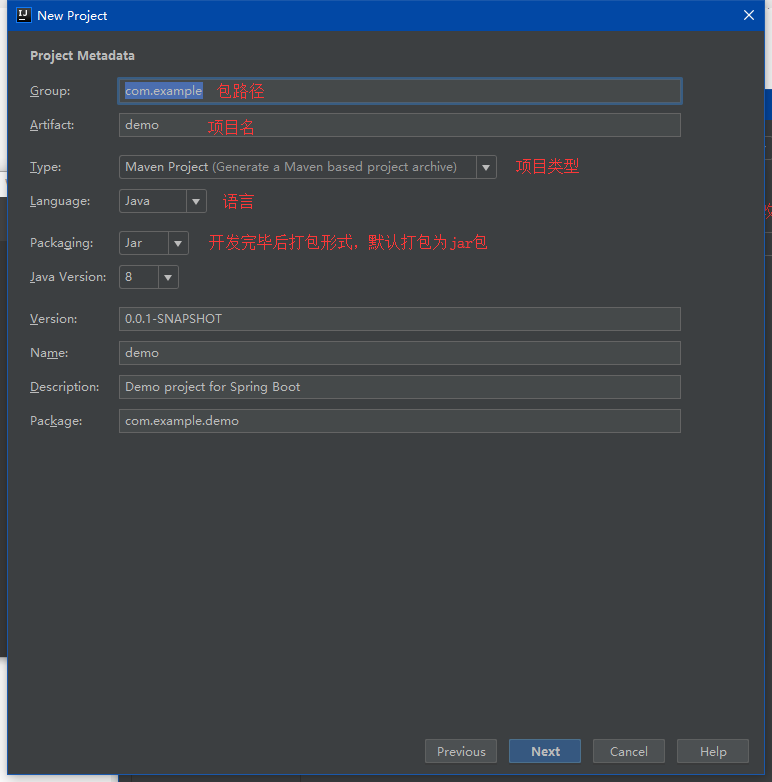 New Project
Project Metadata
Group: com.example 包路径
Artifact: demo 项目名
Type: Maven Project (Generate a Maven based project archive) 项目类型
Language: Java 语言
Packaging: Jar 开发完毕后打包形式，默认打包为jar包
Java Version: 8
Version: 0.0.1-SNAPSHOT
Name: demo
Description: Demo project for Spring Boot
Package: com.example.demo
Previous Next Cancel Help